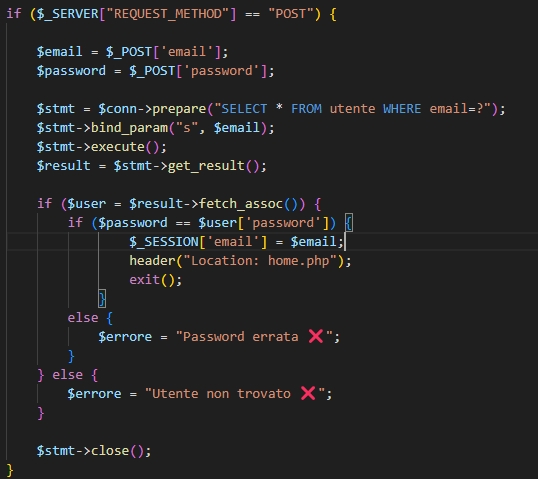 if ($_SERVER["REQUEST_METHOD"] == "POST") {
$email = $_POST['email'];
$password = $_POST['password'];
$stmt = $conn->prepare("SELECT * FROM utente WHERE email=?");
$stmt->bind_param("s", $email);
$stmt->execute();
$result = $stmt->get_result();
if ($user = $result->fetch_assoc()) {
if ($password == $user['password']) {
$_SESSION['email'] = $email;
header("Location: home.php");
exit();
}
else {
$errore = "Password errata ❌";
}
} else {
$errore = "Utente non trovato ❌";
}
$stmt->close();
}